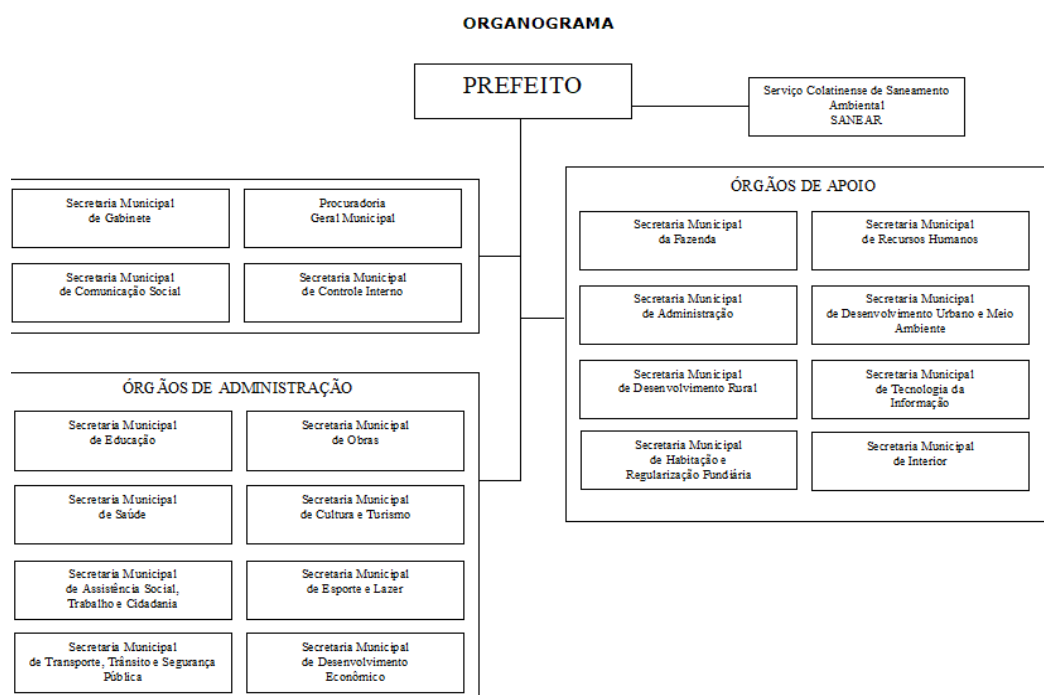 ORGANOGRAMA
PREFEITO
Serviço Colatinense de Saneamento
Ambiental
SANEAR
Secretaria Municipal
de Gabinete
Procuradoria
Geral Municipal
Secretaria Municipal
de Comunicação Social
Secretaria Municipal
de Controle Interno
ÓRGÃOS DE APOIO
Secretaria Municipal
da Fazenda
Secretaria Municipal
de Recursos Humanos
Secretaria Municipal
de Administração
Secretaria Municipal
de Desenvolvimento Urbano e Meio
Ambiente
Secretaria Municipal
de Desenvolvimento Rural
Secretaria Municipal
de Tecnologia da
Informação
Secretaria Municipal
de Habitação e
Regularização Fundiária
Secretaria Municipal
de Interior
ÓRGÃOS DE ADMINISTRAÇÃO
Secretaria Municipal
de Educação
Secretaria Municipal
de Obras
Secretaria Municipal
de Saúde
Secretaria Municipal
de Cultura e Turismo
Secretaria Municipal
de Assistência Social,
Trabalho e Cidadania
Secretaria Municipal
de Esporte e Lazer
Secretaria Municipal
de Transporte, Trânsito e Segurança
Pública
Secretaria Municipal
de Desenvolvimento
Econômico